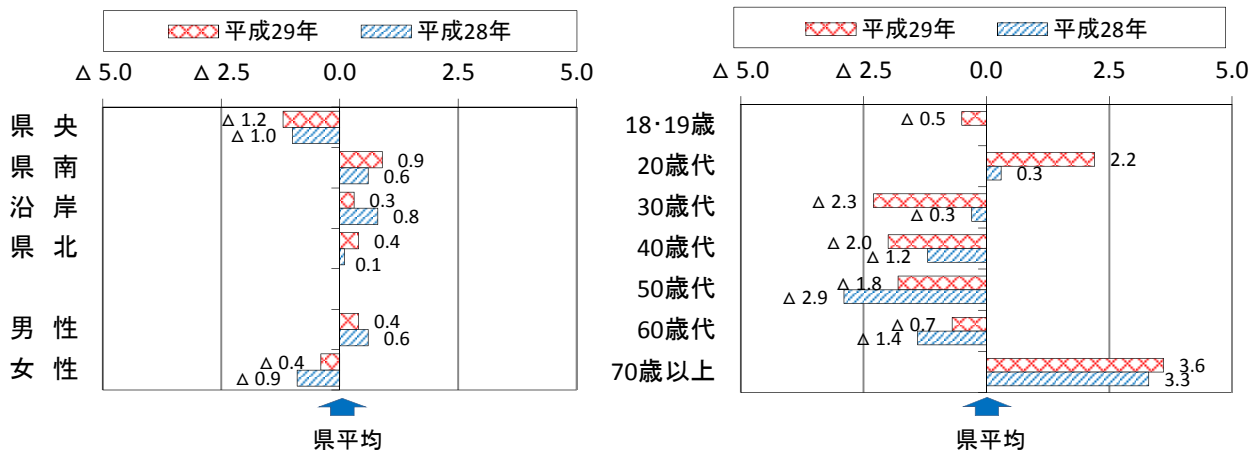 平成29年 平成28年
△ 5.0 △ 2.5 0.0 2.5 5.0
県 央 △ 1.2
△ 1.0
県 南 0.9
0.6
沿 岸 0.3
0.8
県 北 0.4
0.1
男 性 0.4
0.6
女 性 △ 0.4
△ 0.9
県平均
平成29年 平成28年
△ 5.0 △ 2.5 0.0 2.5 5.0
18・19歳 △ 0.5
20歳代 2.2
0.3
30歳代 △ 2.3
△ 0.3
40歳代 △ 2.0
△ 1.2
50歳代 △ 1.8
△ 2.9
60歳代 △ 0.7
△ 1.4
70歳以上 3.6
3.3
県平均